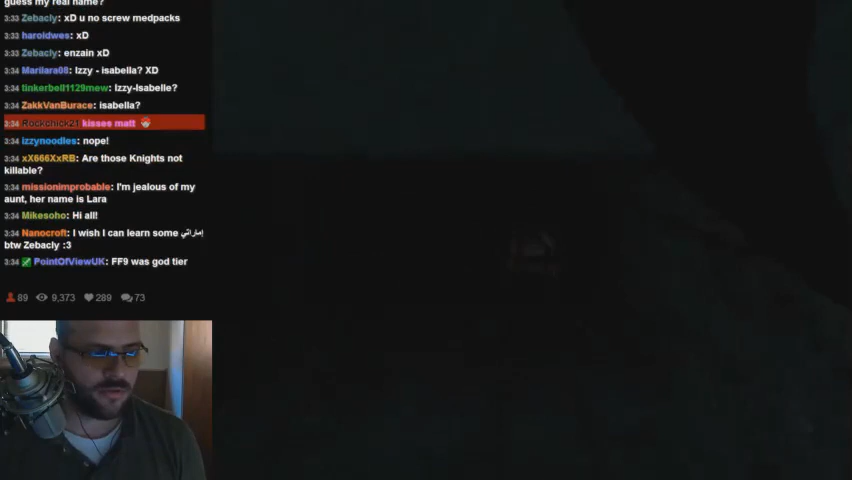 guess my real name?
3:33 Zebacly: xD u no screw medpacks
3:33 haroldwes: xD
3:33 Zebacly: enzain xD
3:34 Marilara08: Izzy - isabella? XD
3:34 tinkerbell1129mew: Izzy-Isabelle?
3:34 ZakkVanBurace: isabella?
3:34 Rockchick21 kisses matt
3:34 izzynoodles: nope!
3:34 xX666XxRB: Are those Knights not
killable?
3:34 missionimprobable: I'm jealous of my
aunt, her name is Lara
3:34 Mikesoho: Hi all!
3:34 Nanocroft: I wish I can learn some إماراتي
btw Zebacly :3
3:34 PointOfViewUK: FF9 was god tier
89 9,373 289 73